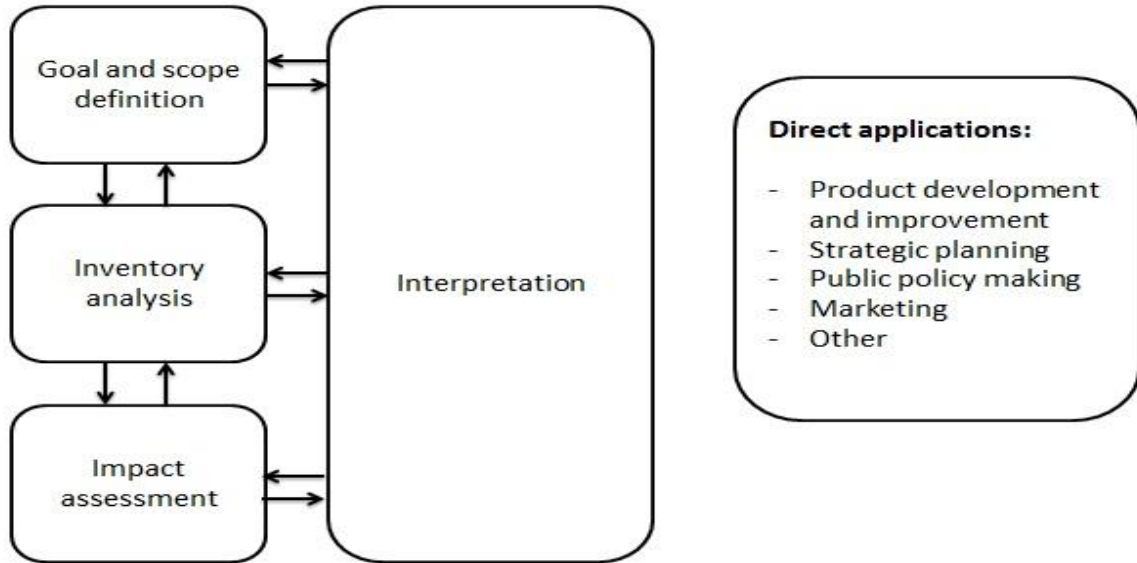 Goal and scope
definition
Inventory
analysis
Impact
assessment
Interpretation
Direct applications:
- Product development
and improvement
- Strategic planning
- Public policy making
- Marketing
- Other